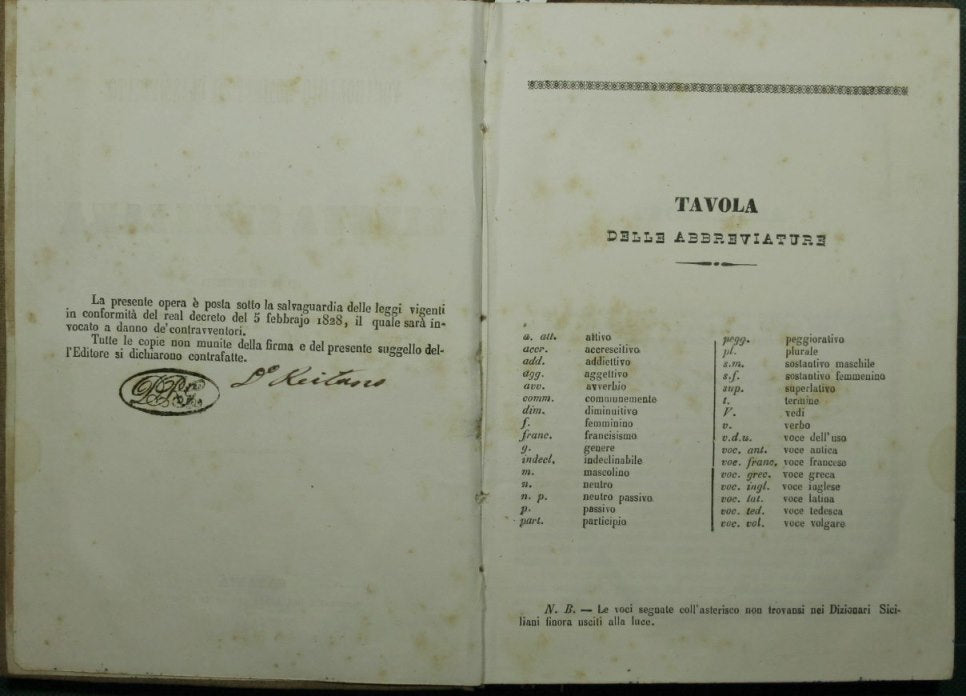 La presente opera è posta sotto la salvaguardia delle leggi vigenti
in conformità del real decreto del 5 febbrajo 1828, il quale sarà in-
vocato a danno de'contravventori.
Tutte le copie non munite della firma e del presente suggello del-
l'Editore si dichiarono contrafatte.
Reitano
TAVOLA
DELLE ABBREVIATURE
a. att. attivo
accr. accrescitivo
add. addiettivo
agg. aggettivo
avv. avverbio
comm. communemente
dim. diminuitivo
f. femminino
franc. francisismo
g. genere
indecl. indeclinabile
m. mascolino
n. neutro
n. p. neutro passivo
p. passivo
part. participio
pegg. peggiorativo
pl. plurale
s.m. sostantivo maschile
s.f. sostantivo femmenino
sup. superlativo
t. termine
V. vedi
v. verbo
v.d.u. voce dell'uso
voc. ant. voce antica
voc. franc. voce francese
voc. grec. voce greca
voc. ingl. voce inglese
voc. lat. voce latina
voc. ted. voce tedesca
voc. vol. voce volgare
N. B. — Le voci segnate coll'asterisco non trovansi nei Dizionari Sici-
liani finora usciti alla luce.